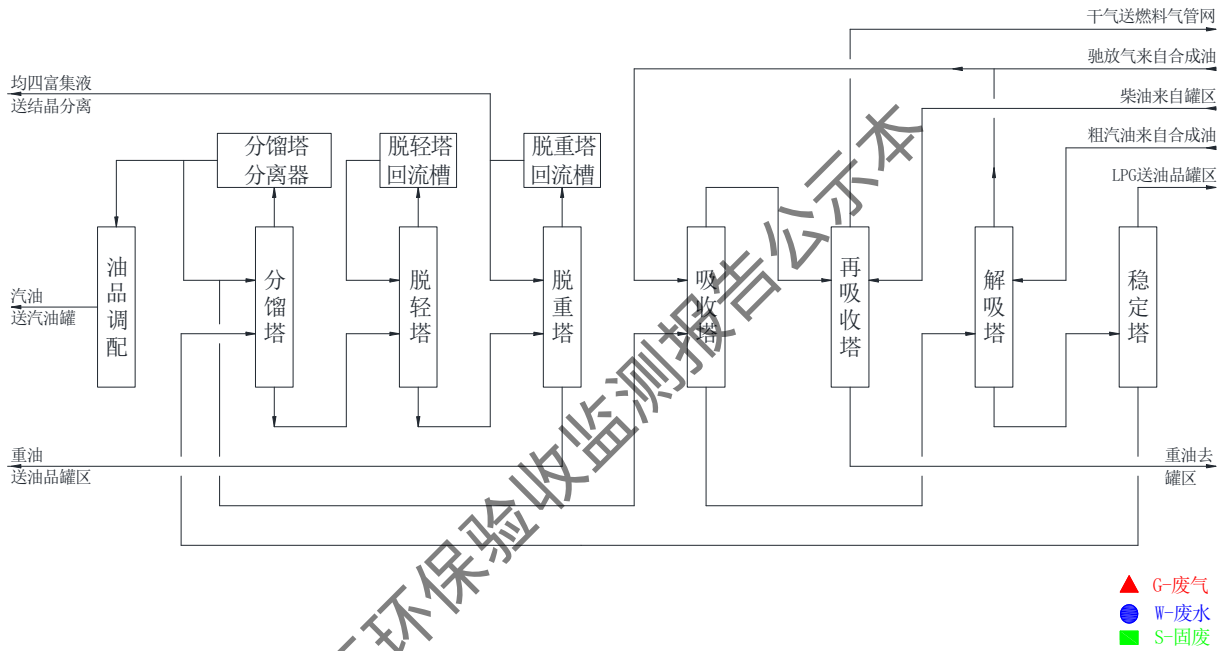 干气送燃料气管网
均四富集液
送结晶分离
驰放气来自合成油
柴油来自罐区
粗汽油来自合成油
LPG送油品罐区
分馏塔
分离器
脱轻塔
回流槽
脱重塔
回流槽
油品调配
分馏塔
脱轻塔
脱重塔
吸收塔
再吸收塔
解吸塔
稳定塔
汽油
送汽油罐
重油
送油品罐区
重油去
罐区
环保验收监测报告公示本
G-废气
W-废水
S-固废